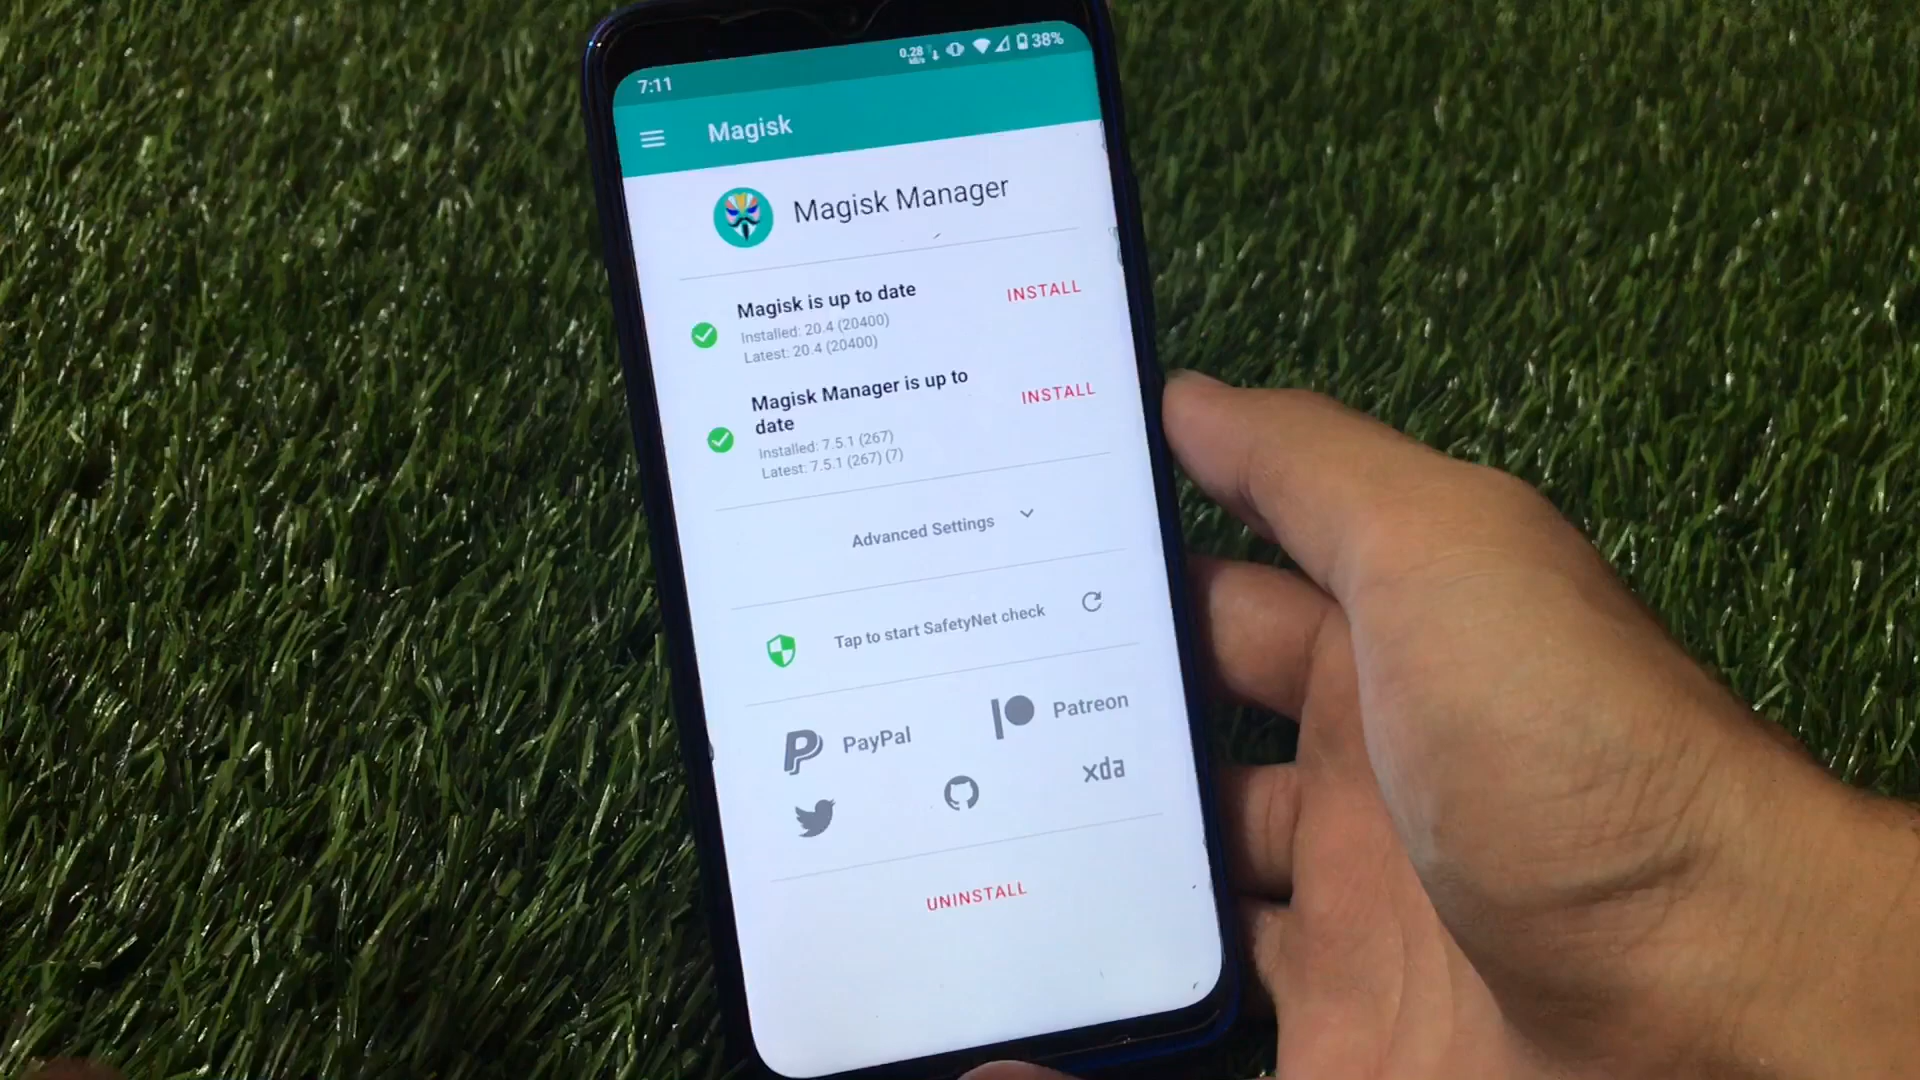 7:11
0.28
kB/s
38%
Magisk
Magisk Manager
Magisk is up to date
Installed: 20.4 (20400)
Latest: 20.4 (20400)
INSTALL
Magisk Manager is up to
date
Installed: 7.5.1 (267)
Latest: 7.5.1 (267) (7)
INSTALL
Advanced Settings
Tap to start SafetyNet check
PayPal
Patreon
xda
UNINSTALL